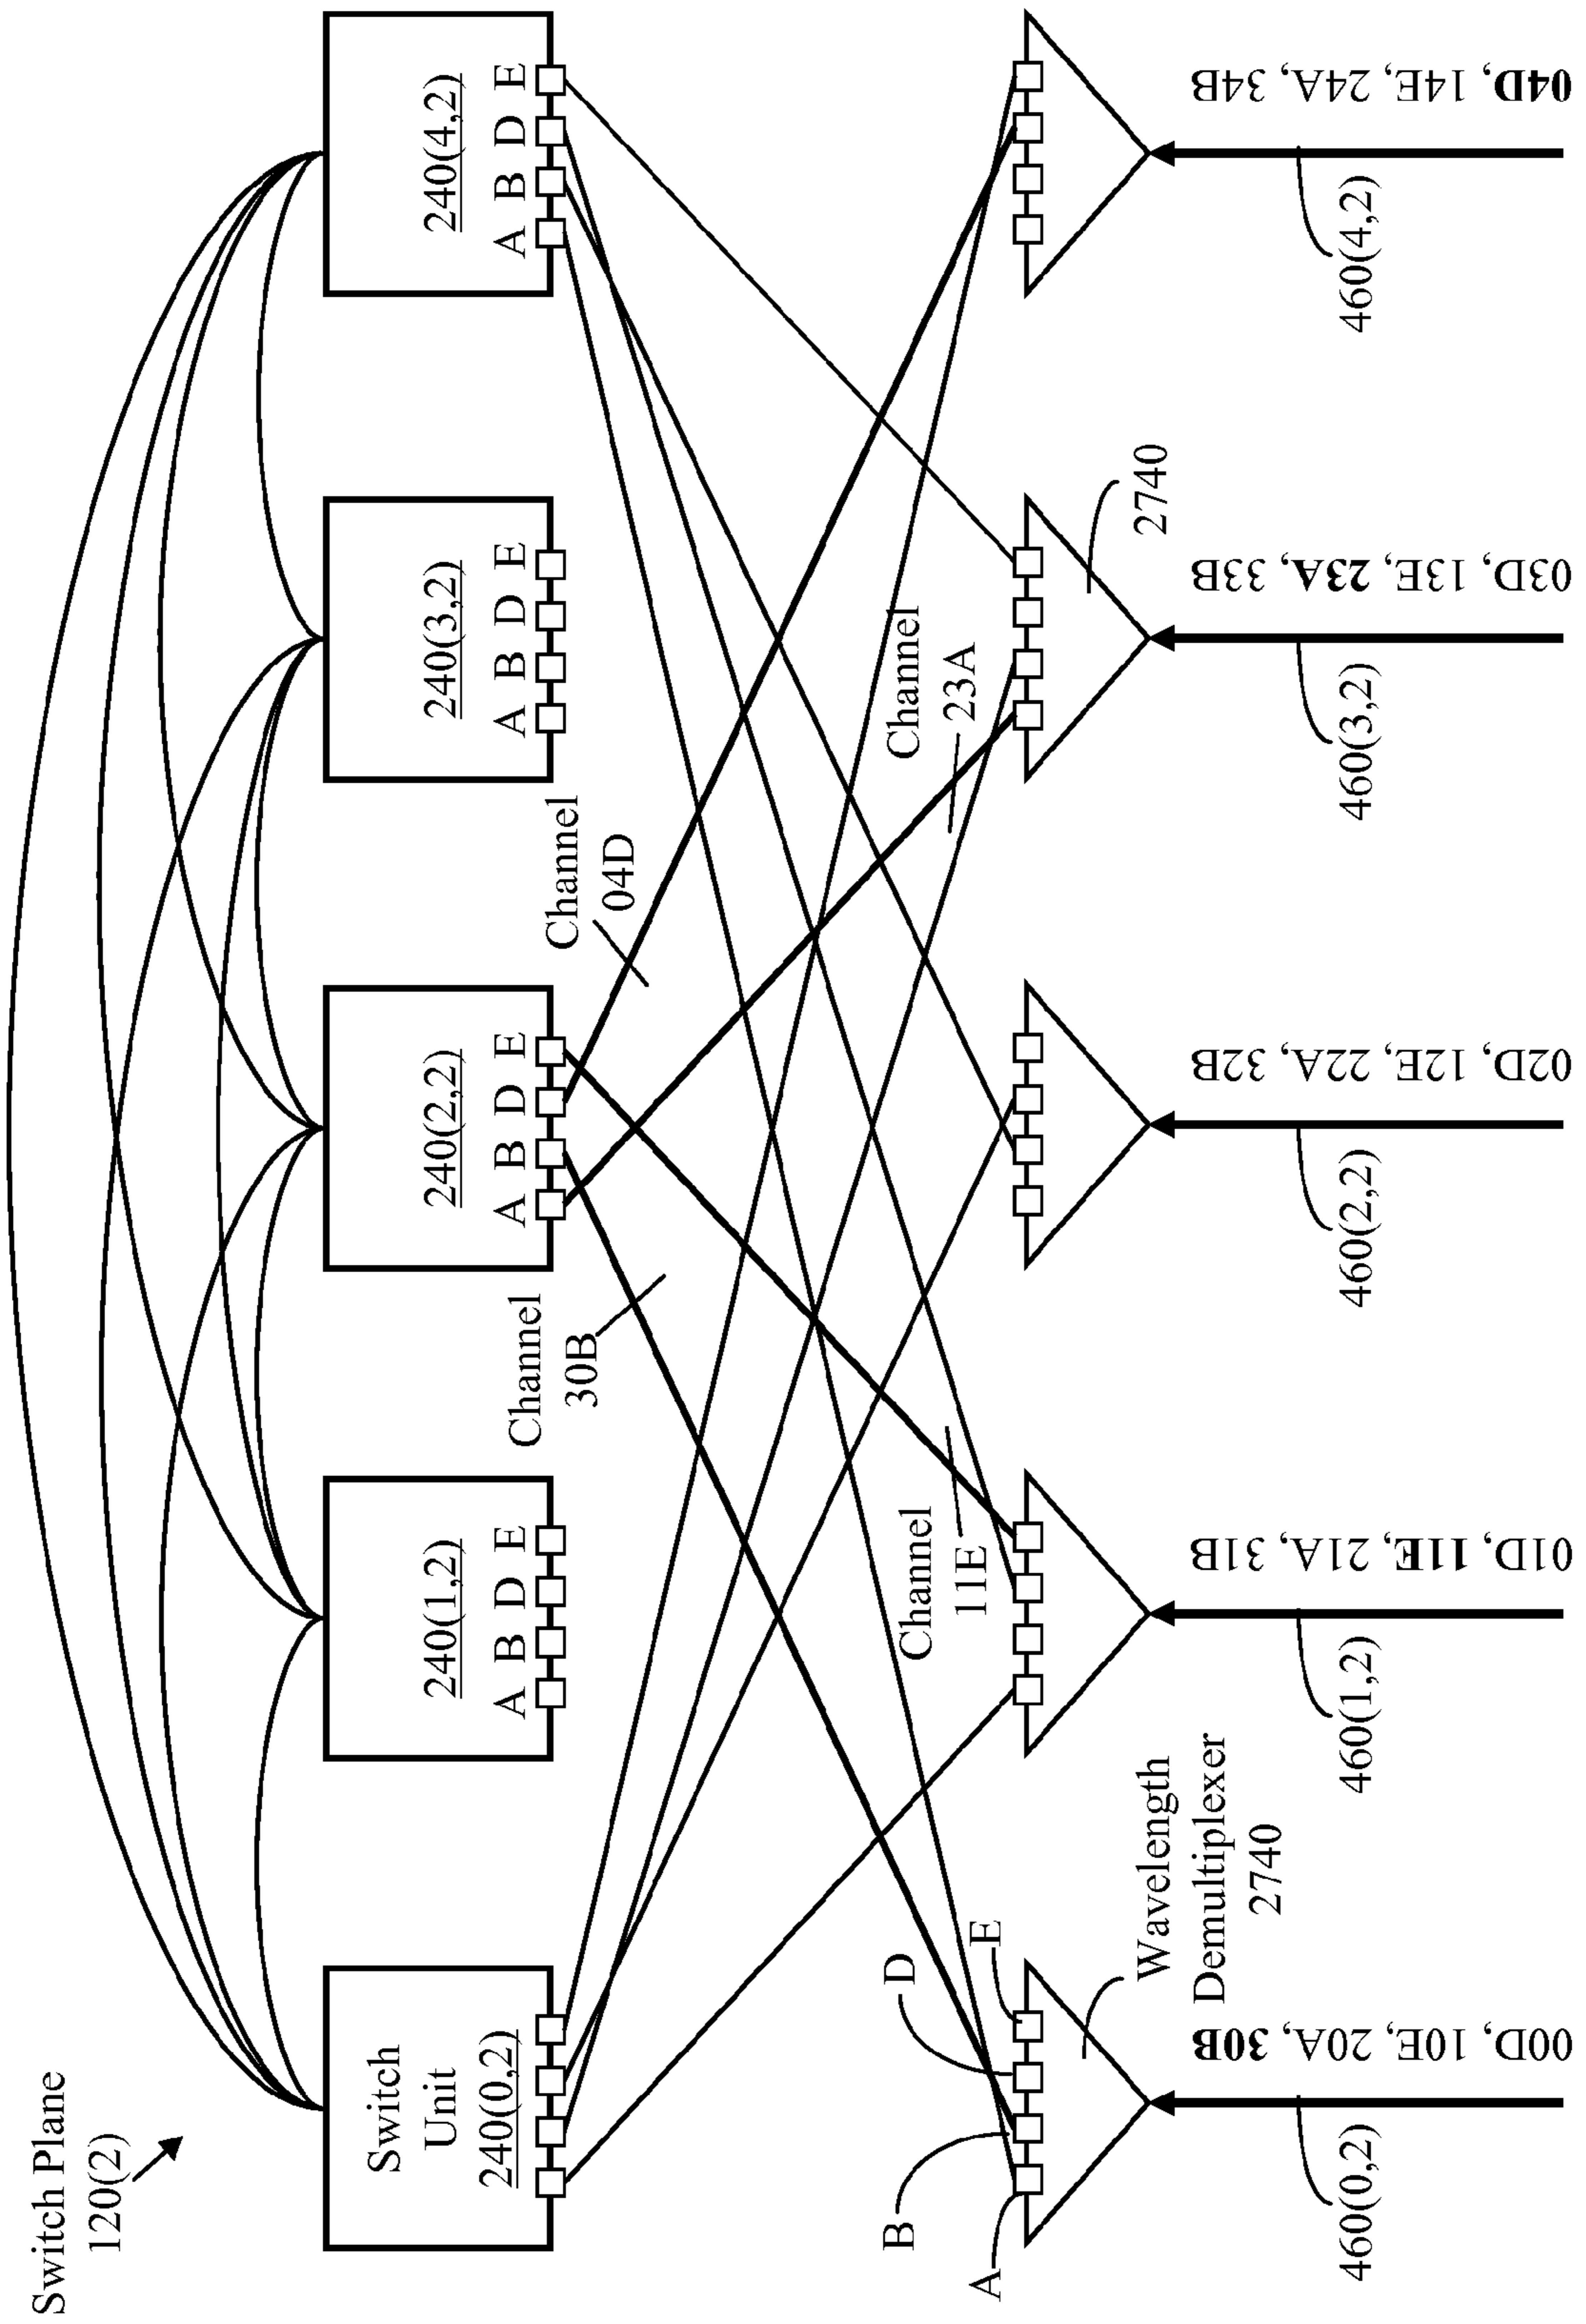 Switch Plane
120(2)
Switch
Unit
240(0,2)
240(1,2)
A B D E
240(2,2)
A B D E
240(3,2)
A B D E
240(4,2)
A B D E
Channel
30B
Channel
04D
Channel
11E
Channel
23A
A
B
D
E
Wavelength
Demultiplexer
2740
2740
460(0,2)
460(1,2)
460(2,2)
460(3,2)
460(4,2)
00D, 10E, 20A, 30B
01D, 11E, 21A, 31B
02D, 12E, 22A, 32B
03D, 13E, 23A, 33B
04D, 14E, 24A, 34B